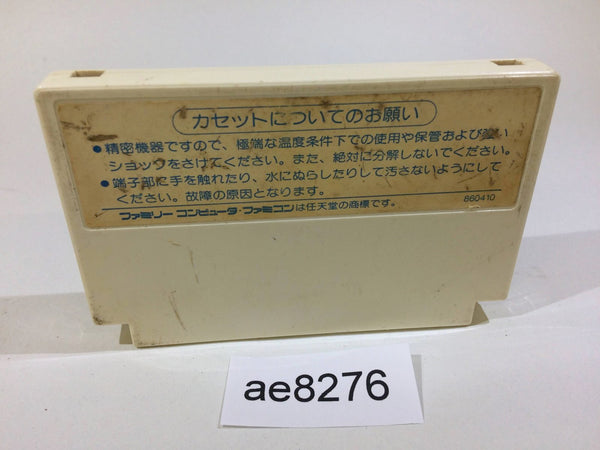 カセットについてのお願い
●精密機器ですので、極端な温度条件下での使用や保管および強い
ショックをさけてください。また、絶対に分解しないでください。
●端子部に手を触れたり、水にぬらしたりして汚さないようにして
ください。故障の原因となります。
ファミリーコンピュータ・ファミコンは任天堂の商標です。
860410
ae8276